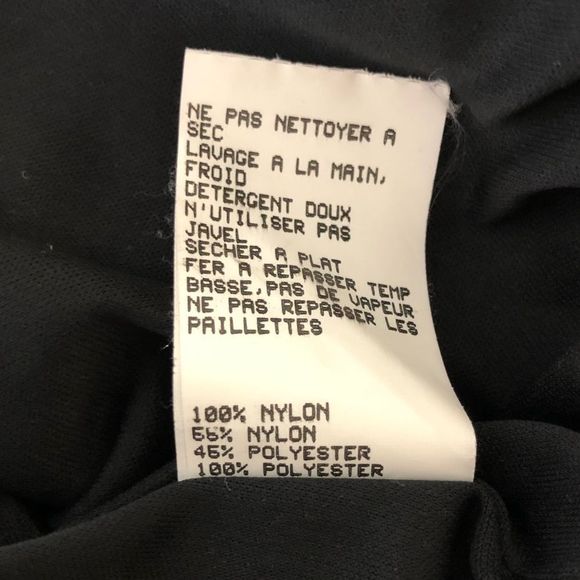 NE PAS NETTOYER A
SEC
LAVAGE A LA MAIN,
FROID
DETERGENT DOUX
N'UTILISER PAS
JAVEL
SECHER A PLAT
FER A REPASSER TEMP
BASSE,PAS DE VAPEUR
NE PAS REPASSER LES
PAILLETTES
100% NYLON
55% NYLON
45% POLYESTER
100% POLYESTER